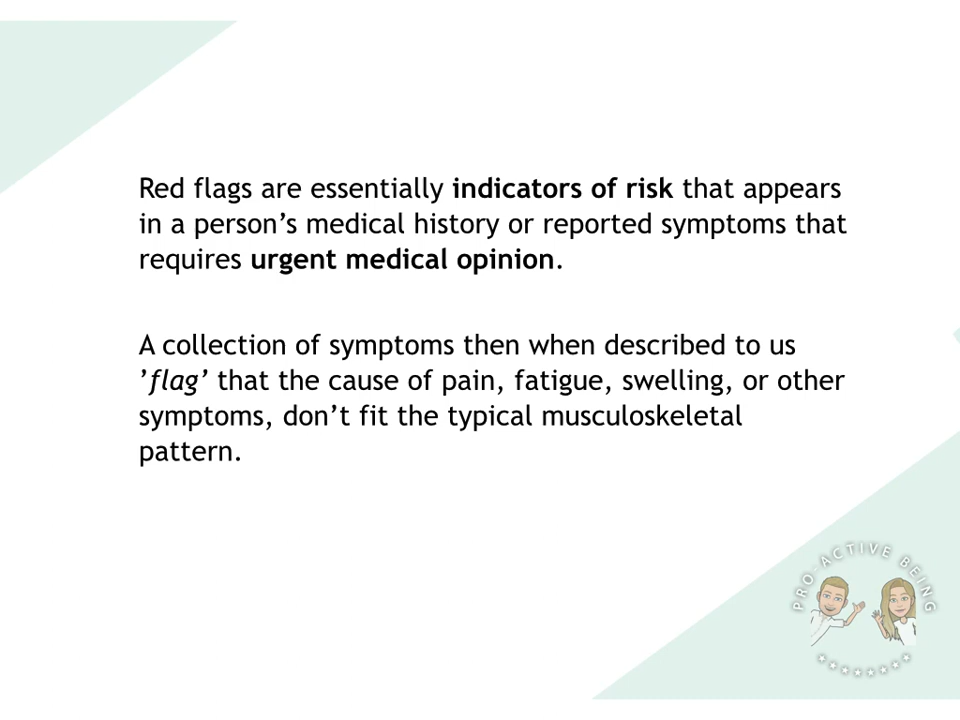 Red flags are essentially indicators of risk that appears
in a person’s medical history or reported symptoms that
requires urgent medical opinion.
A collection of symptoms then when described to us
’flag’ that the cause of pain, fatigue, swelling, or other
symptoms, don’t fit the typical musculoskeletal
pattern.
PRO-ACTIVE BEING